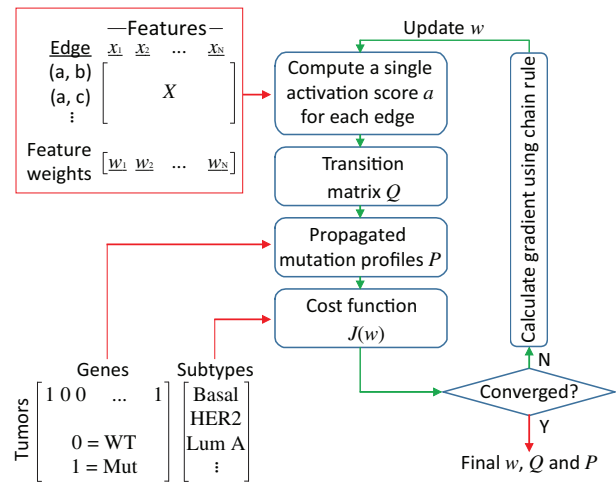 Features
Edge x₁ x₂ ... x_N
(a, b)
(a, c)
⋮
X
Feature weights [w₁ w₂ ... w_N]
Update w
Compute a single
activation score a
for each edge
Transition
matrix Q
Propagated
mutation profiles P
Cost function
J(w)
Calculate gradient using chain rule
N
Converged?
Y
Final w, Q and P
Genes
Tumors
1 0 0 ... 1
0 = WT
1 = Mut
Subtypes
Basal
HER2
Lum A
⋮